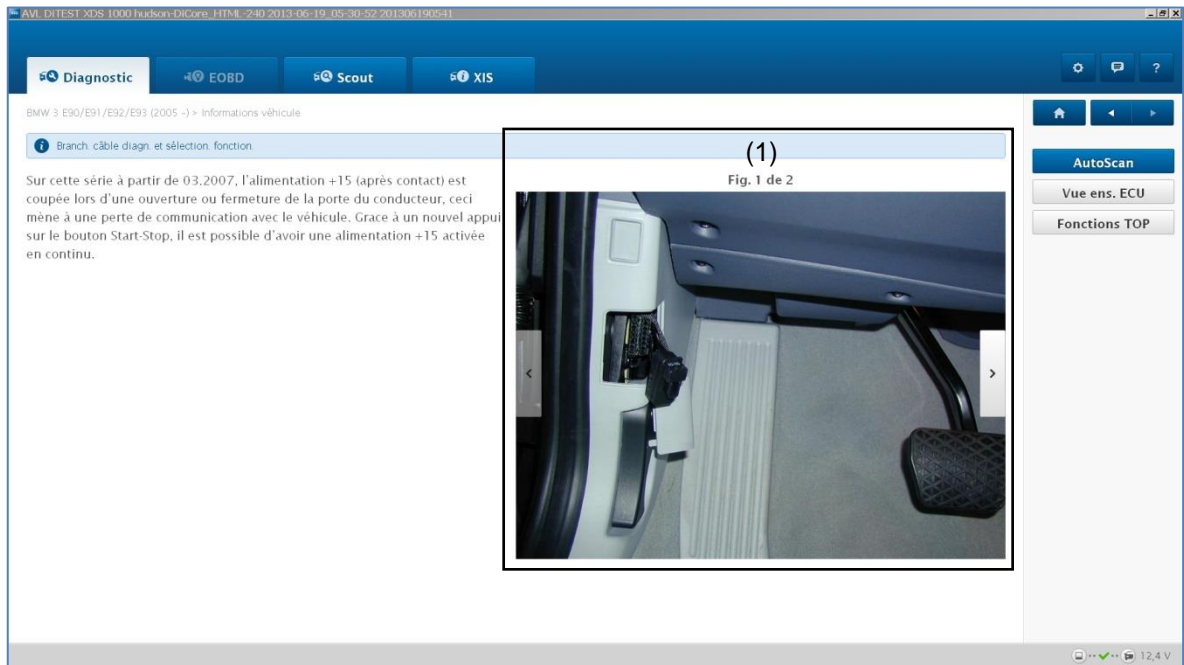 AVL DITEST XDS 1000 hudson-DiCore_HTML-240 2013-06-19_05-30-52 201306190541
Diagnostic
EOBD
Scout
XIS
?
BMW 3 E90/E91/E92/E93 (2005 -) > Informations véhicule
Branch. câble diagn. et sélection. fonction.
(1)
Fig. 1 de 2
Sur cette série à partir de 03.2007, l'alimentation +15 (après contact) est
coupée lors d'une ouverture ou fermeture de la porte du conducteur, ceci
mène à une perte de communication avec le véhicule. Grace à un nouvel appui
sur le bouton Start-Stop, il est possible d'avoir une alimentation +15 activée
en continu.
AutoScan
Vue ens. ECU
Fonctions TOP
12,4 V